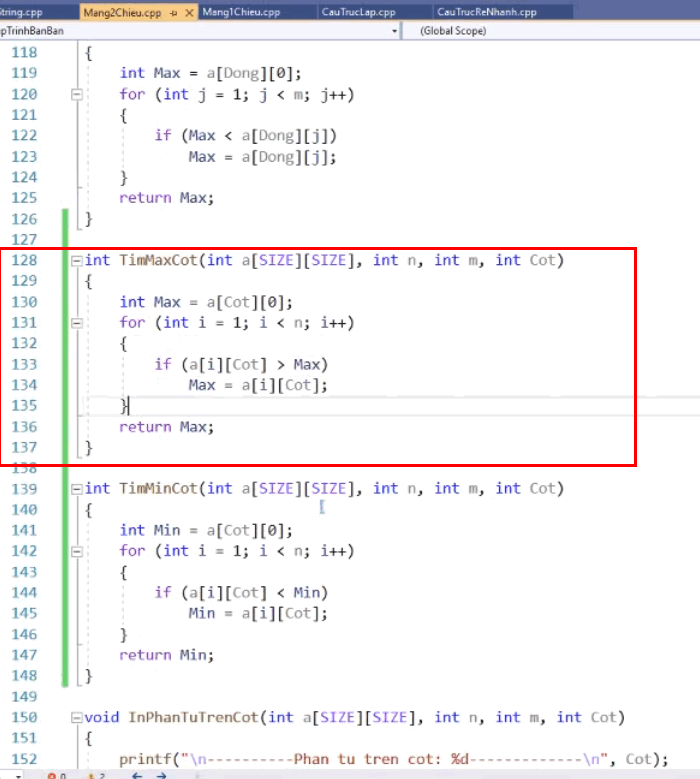 String.cpp Mang2Chieu.cpp Mang1Chieu.cpp CauTrucLap.cpp CauTrucReNhanh.cpp
pTrinhBanBan (Global Scope)
118 {
119 int Max = a[Dong][0];
120 for (int j = 1; j < m; j++)
121 {
122 if (Max < a[Dong][j])
123 Max = a[Dong][j];
124 }
125 return Max;
126 }
127
128 int TimMaxCot(int a[SIZE][SIZE], int n, int m, int Cot)
129 {
130 int Max = a[Cot][0];
131 for (int i = 1; i < n; i++)
132 {
133 if (a[i][Cot] > Max)
134 Max = a[i][Cot];
135 }
136 return Max;
137 }
138
139 int TimMinCot(int a[SIZE][SIZE], int n, int m, int Cot)
140 {
141 int Min = a[Cot][0];
142 for (int i = 1; i < n; i++)
143 {
144 if (a[i][Cot] < Min)
145 Min = a[i][Cot];
146 }
147 return Min;
148 }
149
150 void InPhanTuTrenCot(int a[SIZE][SIZE], int n, int m, int Cot)
151 {
152 printf("\n----------Phan tu tren cot: %d-------------\n", Cot);
0 2